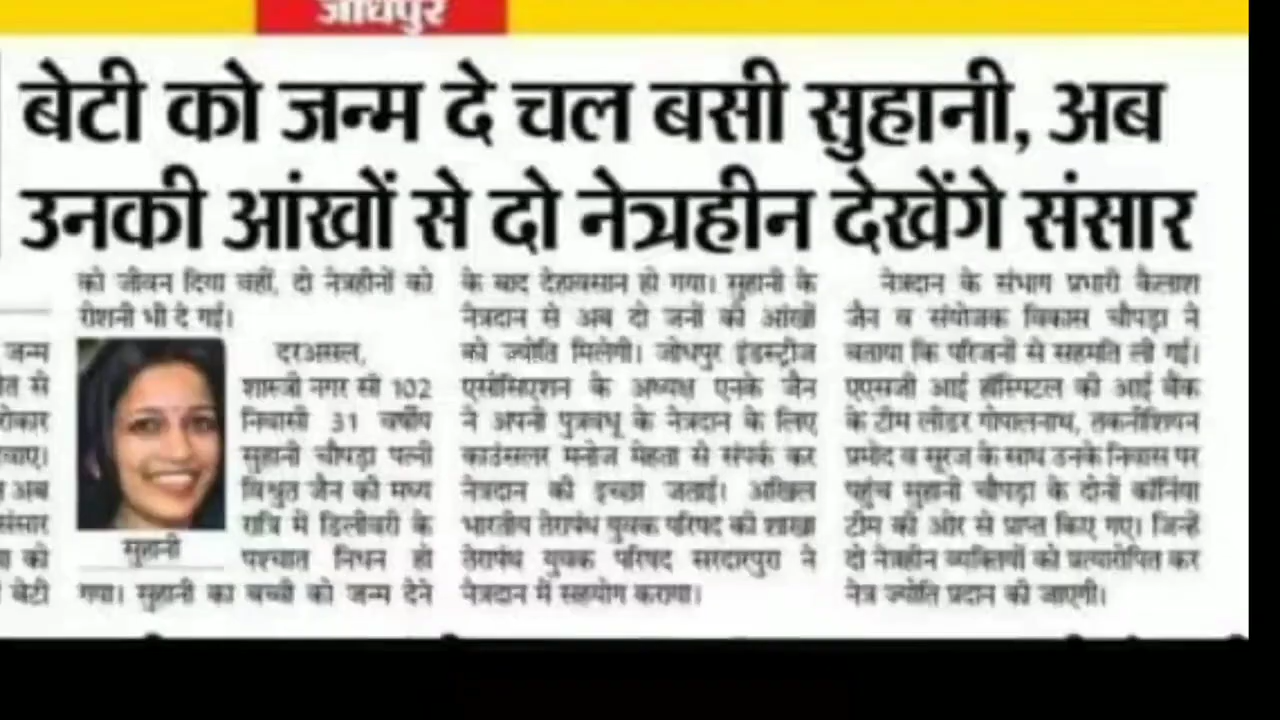 जोधपुर
बेटी को जन्म दे चल बसी सुहानी, अब
उनकी आंखों से दो नेत्रहीन देखेंगे संसार
जन्म
त से
रोकार
अब
संसार
को
बेटी
को जीवन दिया वहीं, दो नेत्रहीनों को
रोशनी भी दे गई।
दरअसल,
शास्त्री नगर सी 102
निवासी 31 वर्षीय
सुहानी चौपड़ा पत्नी
विश्रुत जैन की मध्य
रात्रि में डिलीवरी के
पश्चात निधन हो
सुहानी
गया। सुहानी का बच्ची को जन्म देने
के बाद देहावसान हो गया। सुहानी के
नेत्रदान से अब दो जनों को आंखों
को ज्योति मिलेगी। जोधपुर इंडस्ट्रीज
एसोसिएशन के अध्यक्ष एनके जैन
ने अपनी पुत्रवधू के नेत्रदान के लिए
काउंसलर मनोज मेहता से संपर्क कर
नेत्रदान की इच्छा जताई। अखिल
भारतीय तेरापंथ युवक परिषद की शाखा
तेरापंथ युवक परिषद सरदारपुरा ने
नेत्रदान में सहयोग कराया।
नेत्रदान के संभाग प्रभारी कैलाश
जैन व संयोजक विकास चौपड़ा ने
बताया कि परिजनों से सहमति ली गई।
एएसजी आई हॉस्पिटल की आई बैंक
के टीम लीडर गोपालनाथ, तकनीशियन
प्रमोद व सूरज के साथ उनके निवास पर
पहुंच सुहानी चौपड़ा के दोनों कॉर्निया
टीम की ओर से प्राप्त किए गए। जिन्हें
दो नेत्रहीन व्यक्तियों को प्रत्यारोपित कर
नेत्र ज्योति प्रदान की जाएगी।